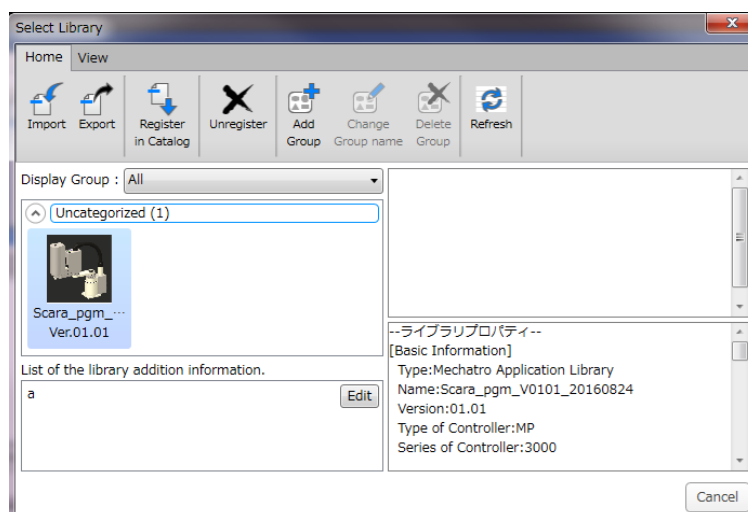 Select Library
Home View
Import Export Register in Catalog Unregister Add Group Change Group name Delete Group Refresh
Display Group : All
Uncategorized (1)
Scara_pgm_···
Ver.01.01
List of the library addition information.
a
Edit
--ライブラリプロパティ--
[Basic Information]
Type:Mechatro Application Library
Name:Scara_pgm_V0101_20160824
Version:01.01
Type of Controller:MP
Series of Controller:3000
Cancel